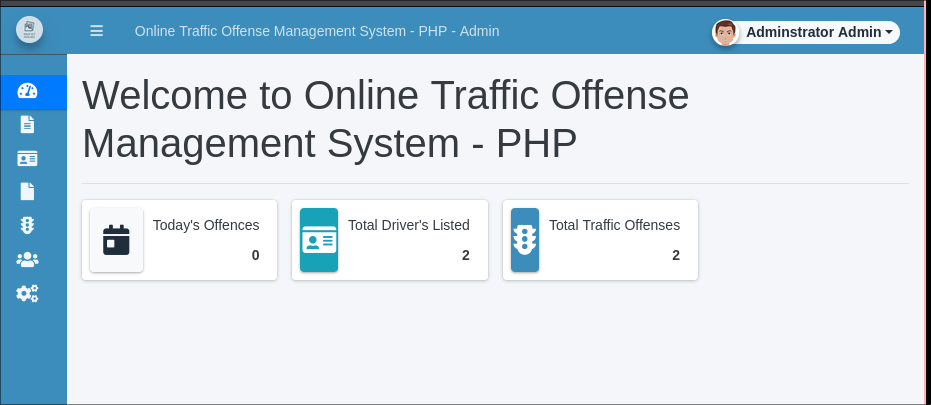 Online Traffic Offense Management System - PHP - Admin
Adminstrator Admin
Welcome to Online Traffic Offense
Management System - PHP
Today's Offences
0
Total Driver's Listed
2
Total Traffic Offenses
2